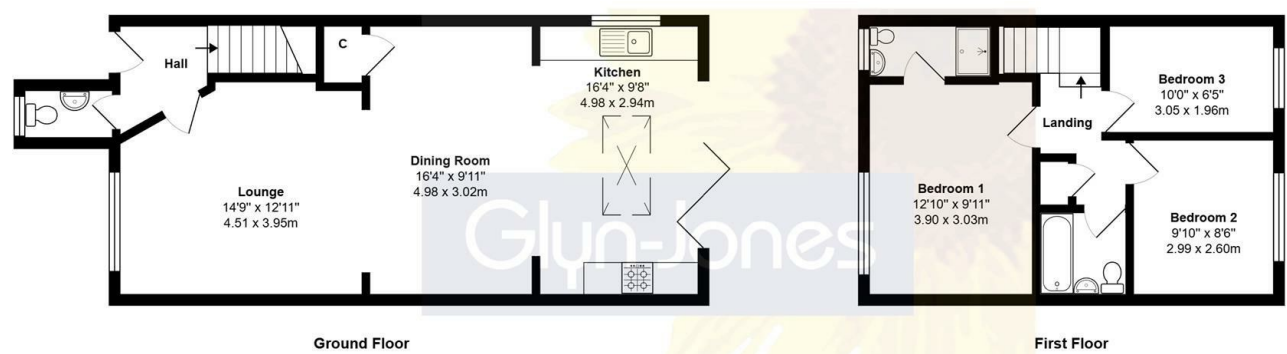 Hall
C
Kitchen
16'4" x 9'8"
4.98 x 2.94m
Dining Room
16'4" x 9'11"
4.98 x 3.02m
Lounge
14'9" x 12'11"
4.51 x 3.95m
Glyn-Jones
Ground Floor
Bedroom 3
10'0" x 6'5"
3.05 x 1.96m
Landing
Bedroom 1
12'10" x 9'11"
3.90 x 3.03m
Bedroom 2
9'10" x 8'6"
2.99 x 2.60m
First Floor